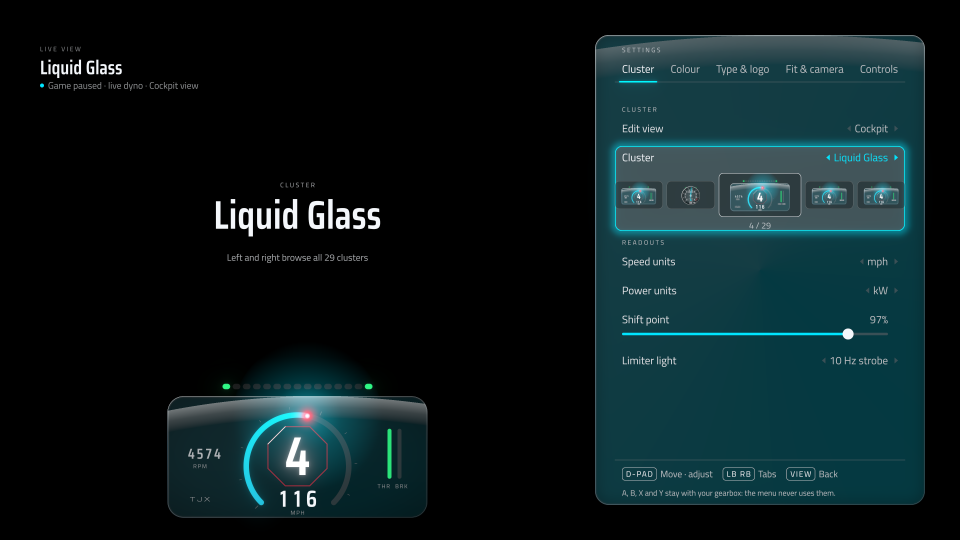 LIVE VIEW
Liquid Glass
Game paused · live dyno · Cockpit view
CLUSTER
Liquid Glass
Left and right browse all 29 clusters
4574
RPM
TJX
4
116
MPH
THR BRK
SETTINGS
Cluster Colour Type & logo Fit & camera Controls
CLUSTER
Edit view Cockpit
Cluster Liquid Glass
4
116
4 / 29
READOUTS
Speed units mph
Power units kW
Shift point 97%
Limiter light 10 Hz strobe
D-PAD Move · adjust LB RB Tabs VIEW Back
A, B, X and Y stay with your gearbox: the menu never uses them.